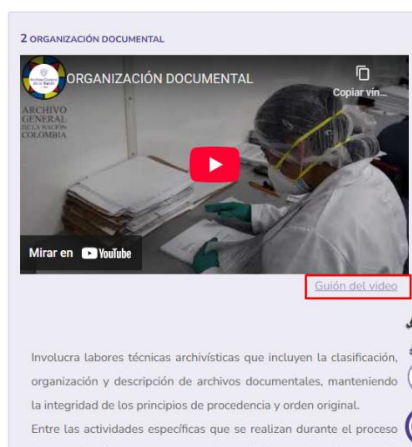 2 ORGANIZACIÓN DOCUMENTAL
ORGANIZACIÓN DOCUMENTAL
Copiar vín...
ARCHIVO
GENERAL
DE LA NACIÓN
COLOMBIA
Mirar en YouTube
Guión del video
Involucra labores técnicas archivísticas que incluyen la clasificación,
organización y descripción de archivos documentales, manteniendo
la integridad de los principios de procedencia y orden original.
Entre las actividades específicas que se realizan durante el proceso